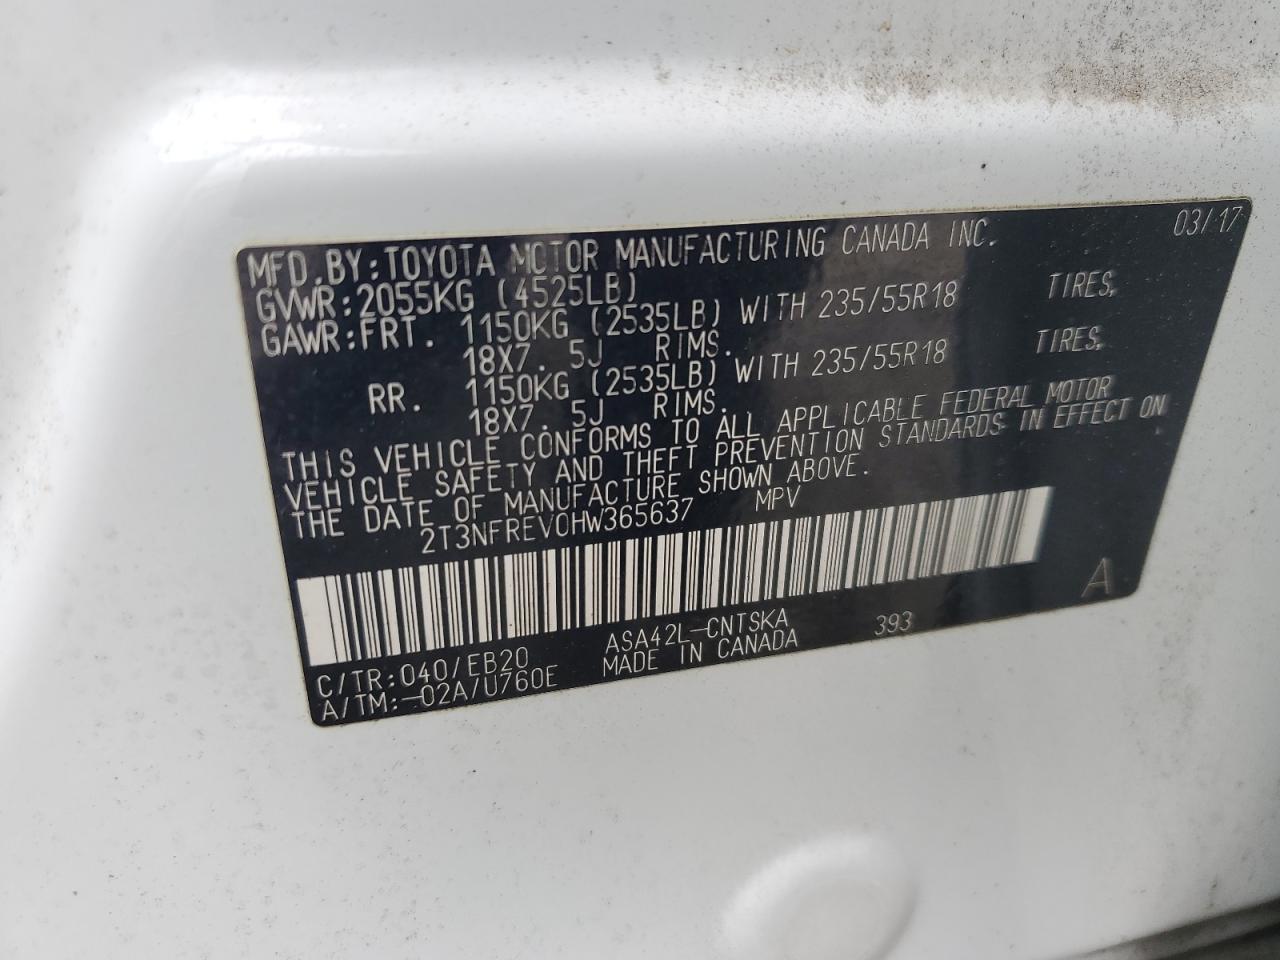 MFD.BY:TOYOTA MOTOR MANUFACTURING CANADA INC. 03/17
GVWR:2055KG (4525LB)
GAWR:FRT. 1150KG (2535LB) WITH 235/55R18 TIRES,
18X7. 5J RIMS.
RR. 1150KG (2535LB) WITH 235/55R18 TIRES,
18X7. 5J RIMS.
THIS VEHICLE CONFORMS TO ALL APPLICABLE FEDERAL MOTOR
VEHICLE SAFETY AND THEFT PREVENTION STANDARDS IN EFFECT ON
THE DATE OF MANUFACTURE SHOWN ABOVE.
2T3NFREV0HW365637 MPV
A
C/TR:040/EB20 ASA42L-CNTSKA 393
A/TM:-02A/U760E MADE IN CANADA